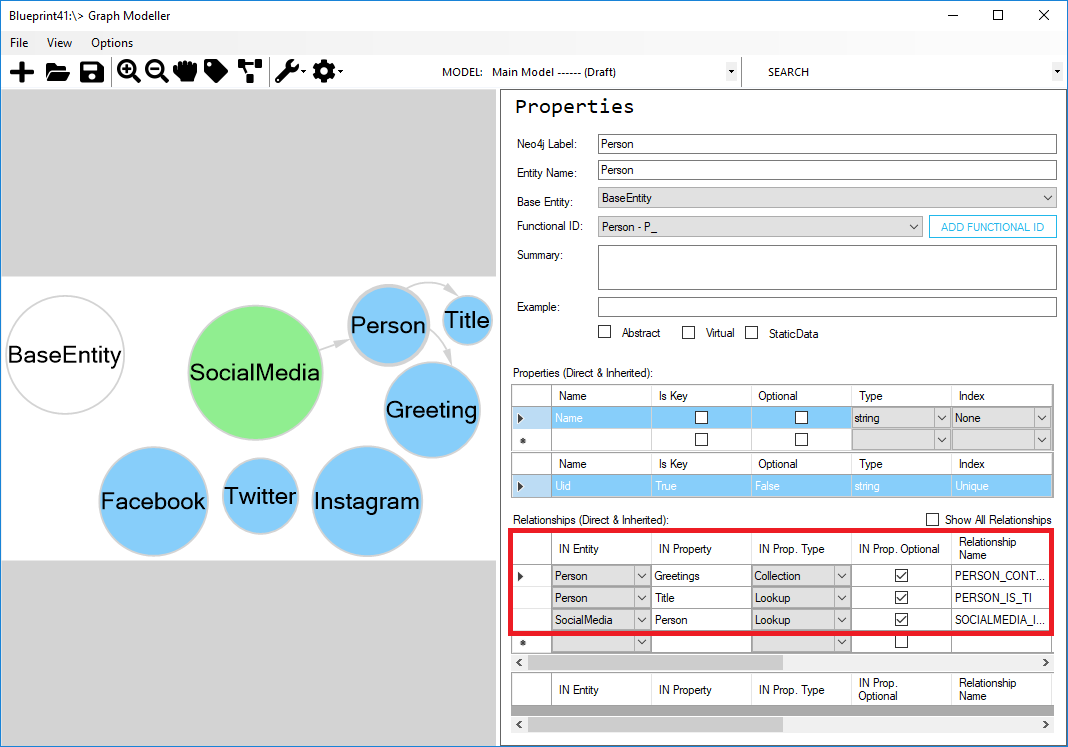 Blueprint41:\> Graph Modeller
File View Options
MODEL: Main Model ------ (Draft) SEARCH
BaseEntity
SocialMedia
Person
Title
Greeting
Facebook
Twitter
Instagram
Properties
Neo4j Label: Person
Entity Name: Person
Base Entity: BaseEntity
Functional ID: Person - P_ ADD FUNCTIONAL ID
Summary:
Example:
Abstract Virtual StaticData
Properties (Direct & Inherited):
Name Is Key Optional Type Index
Name string None
Name Is Key Optional Type Index
Uid True False string Unique
Relationships (Direct & Inherited): Show All Relationships
IN Entity IN Property IN Prop. Type IN Prop. Optional Relationship Name
Person Greetings Collection PERSON_CONT...
Person Title Lookup PERSON_IS_TI
SocialMedia Person Lookup SOCIALMEDIA_I...
IN Entity IN Property IN Prop. Type IN Prop. Optional Relationship Name